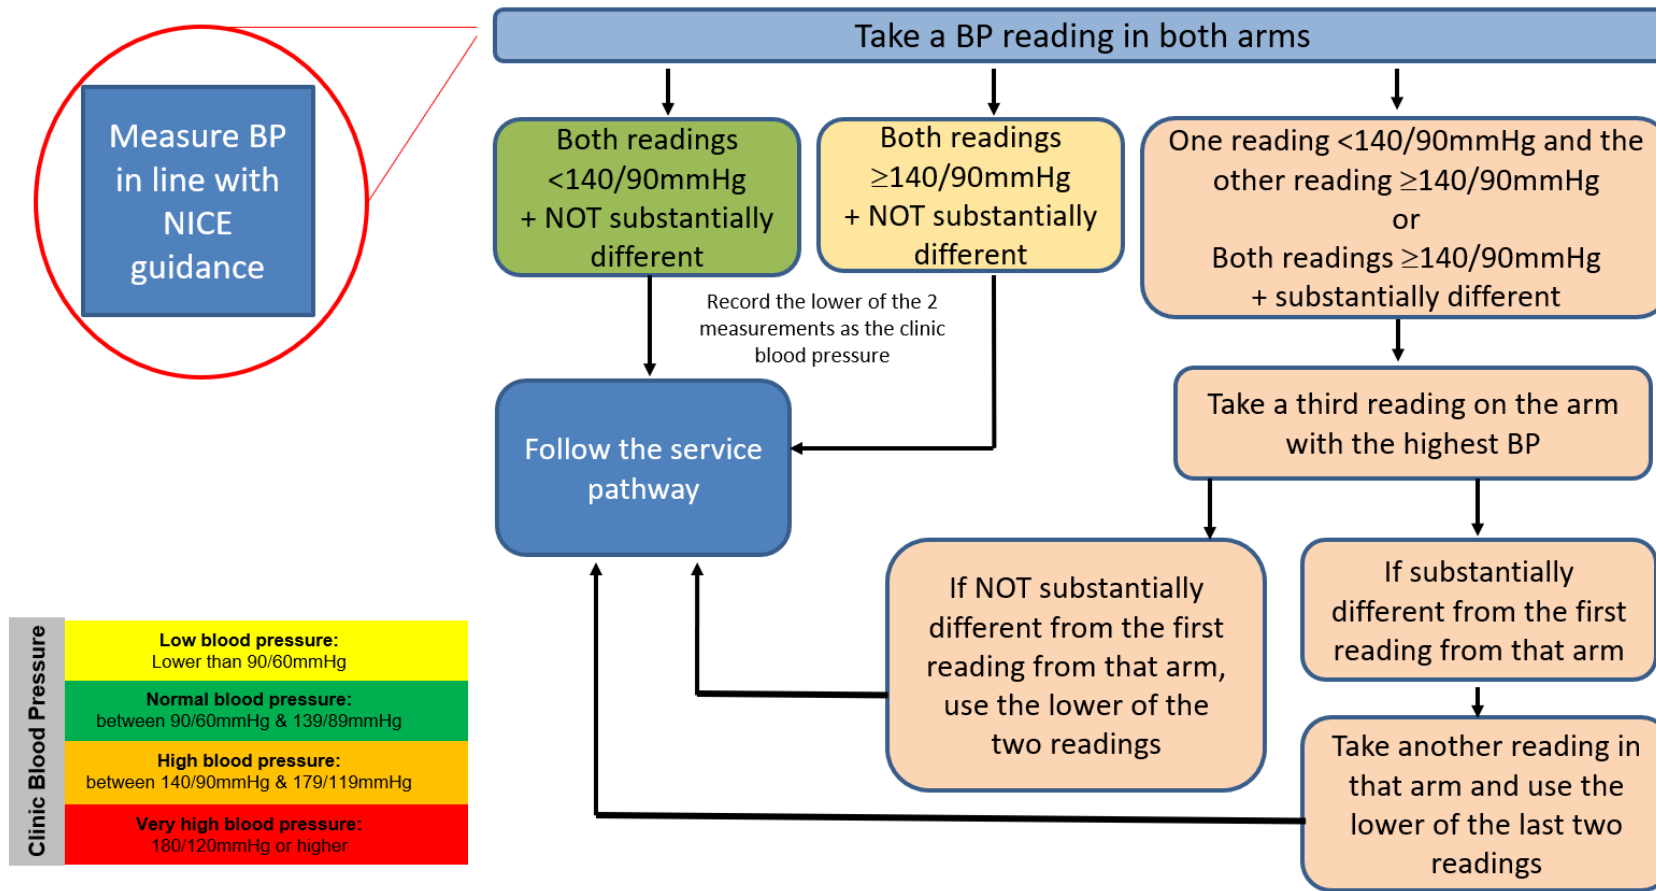 Measure BP
in line with
NICE
guidance
Take a BP reading in both arms
Both readings
<140/90mmHg
+ NOT substantially
different
Both readings
≥140/90mmHg
+ NOT substantially
different
One reading <140/90mmHg and the
other reading ≥140/90mmHg
or
Both readings ≥140/90mmHg
+ substantially different
Record the lower of the 2
measurements as the clinic
blood pressure
Follow the service
pathway
Take a third reading on the arm
with the highest BP
If NOT substantially
different from the first
reading from that arm,
use the lower of the
two readings
If substantially
different from the first
reading from that arm
Take another reading in
that arm and use the
lower of the last two
readings
Clinic Blood Pressure
Low blood pressure:
Lower than 90/60mmHg
Normal blood pressure:
between 90/60mmHg & 139/89mmHg
High blood pressure:
between 140/90mmHg & 179/119mmHg
Very high blood pressure:
180/120mmHg or higher